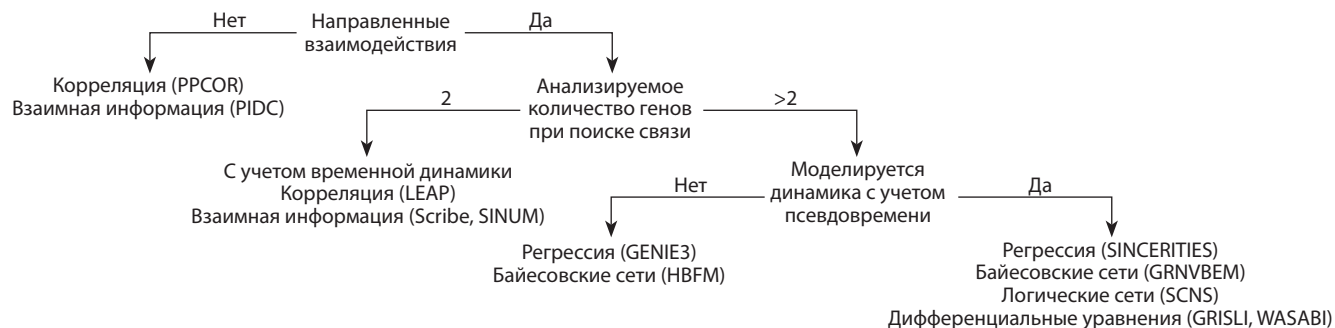 Нет
Направленные
взаимодействия
Да
Корреляция (PPCOR)
Взаимная информация (PIDC)
Анализируемое
количество генов
при поиске связи
2
>2
С учетом временной динамики
Корреляция (LEAP)
Взаимная информация (Scribe, SINUM)
Моделируется
динамика с учетом
псевдовремени
Нет
Да
Регрессия (GENIE3)
Байесовские сети (HBFM)
Регрессия (SINCERITIES)
Байесовские сети (GRNVBEM)
Логические сети (SCNS)
Дифференциальные уравнения (GRISLI, WASABI)